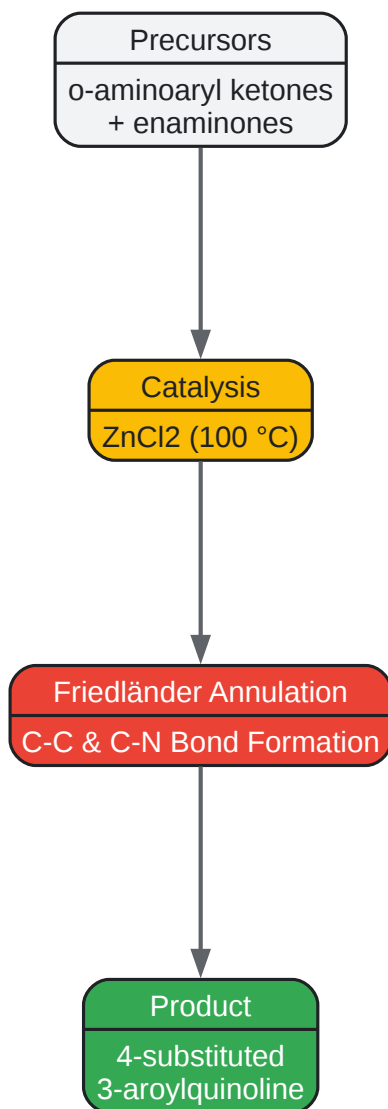 Precursors
o-aminoaryl ketones
+ enaminones
Catalysis
ZnCl2 (100 °C)
Friedländer Annulation
C-C & C-N Bond Formation
Product
4-substituted
3-aroylquinoline